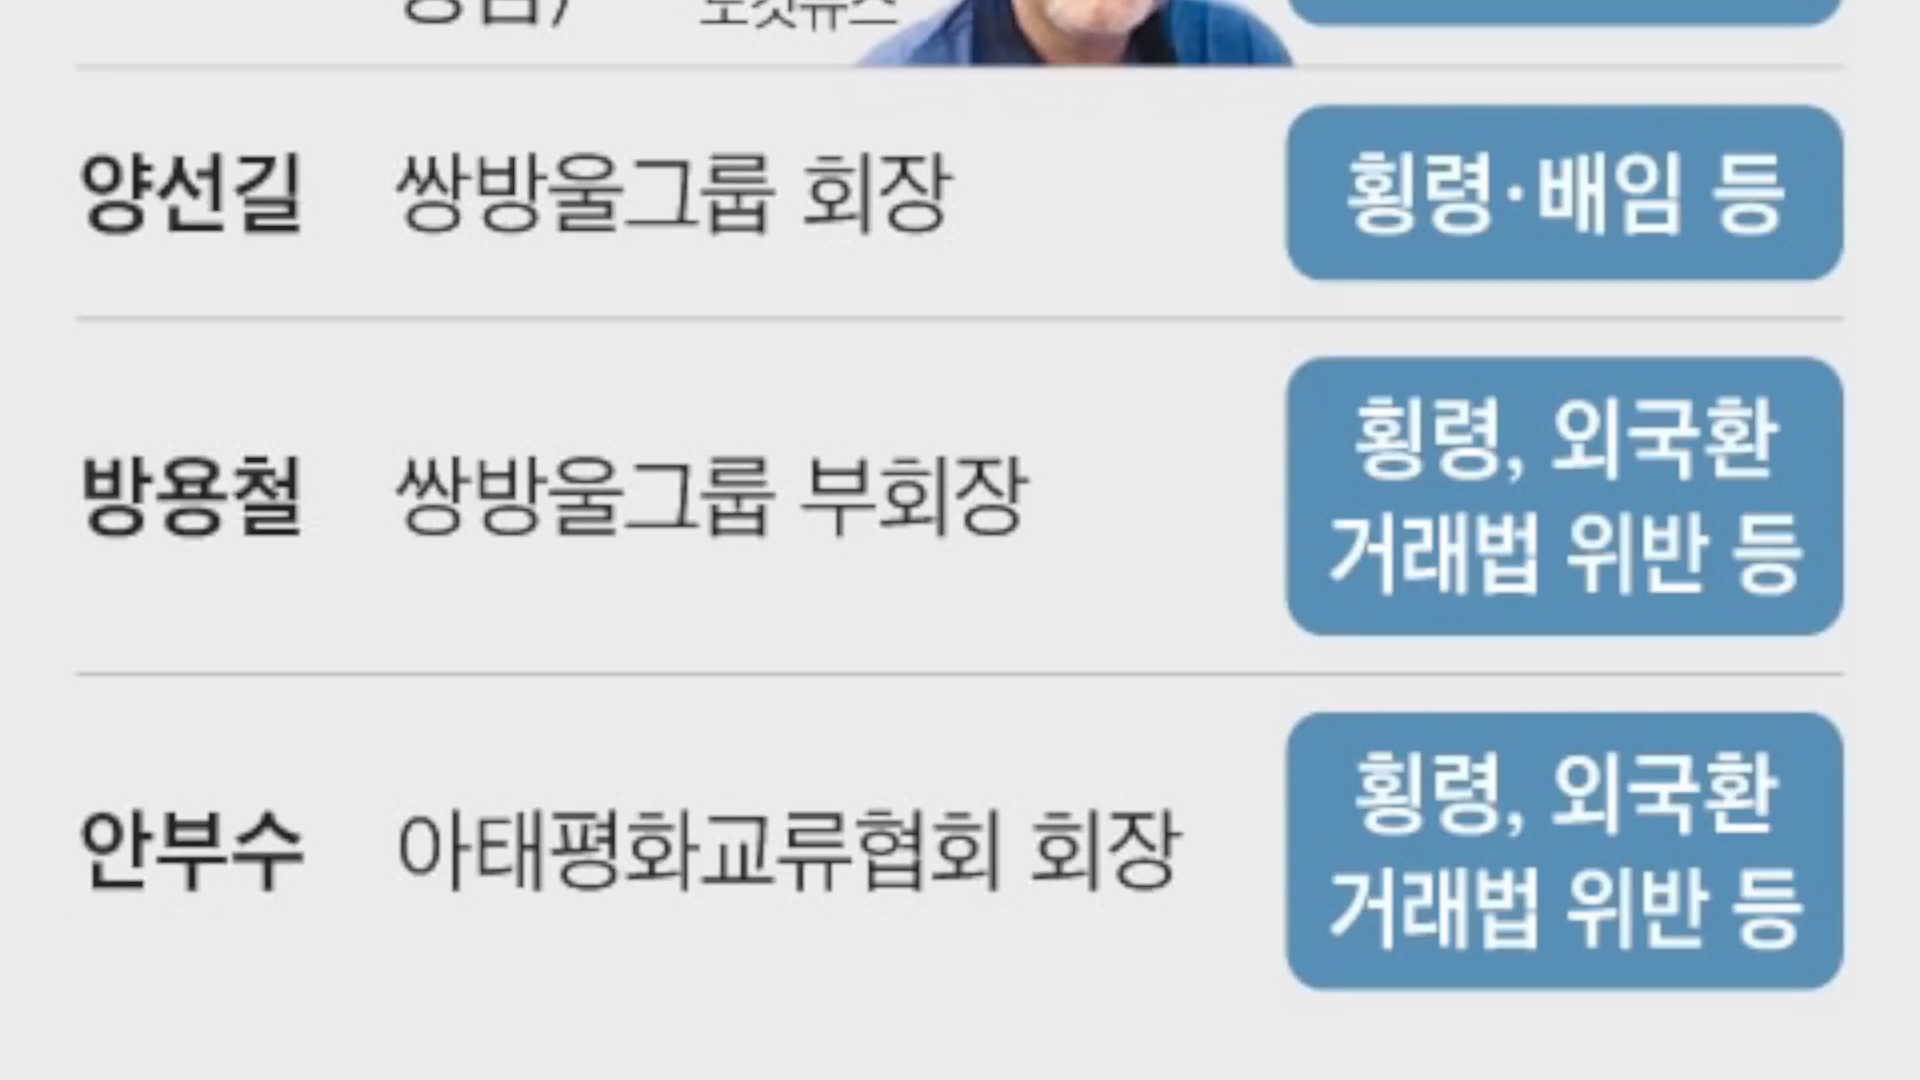 양선길 쌍방울그룹 회장 횡령·배임 등
방용철 쌍방울그룹 부회장 횡령, 외국환
거래법 위반 등
안부수 아태평화교류협회 회장 횡령, 외국환
거래법 위반 등